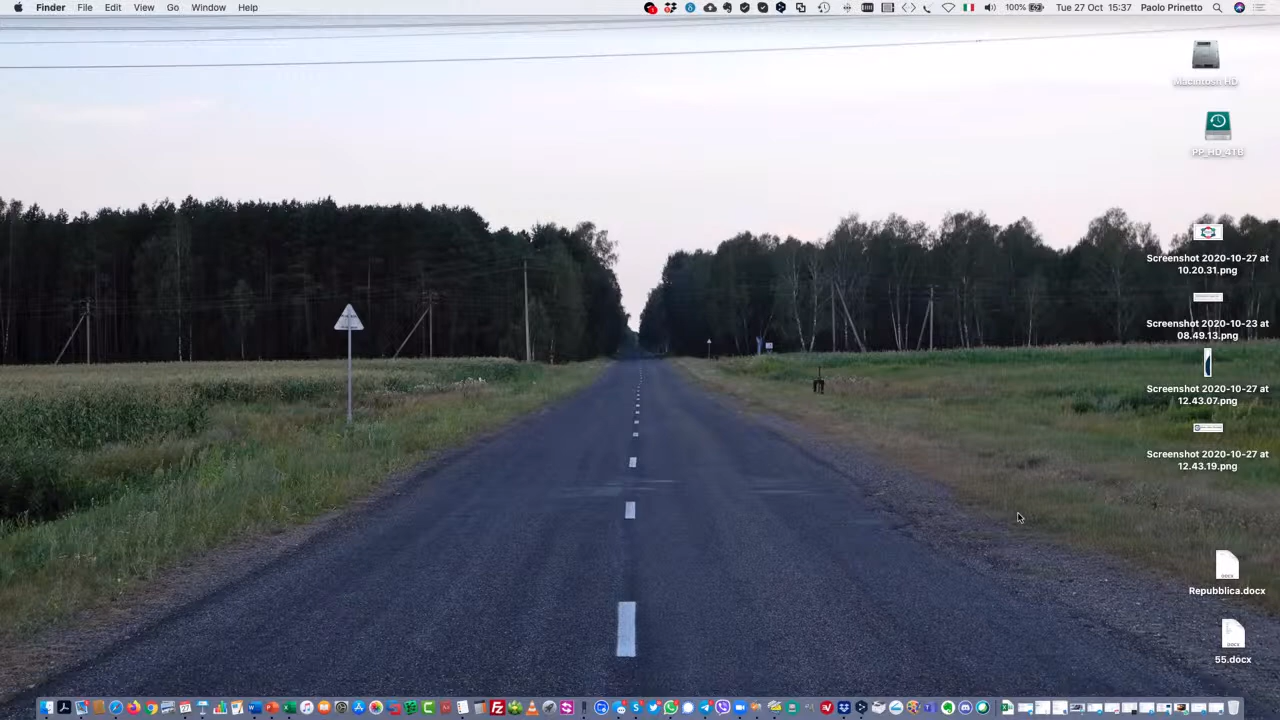 Finder File Edit View Go Window Help 100% Tue 27 Oct 15:37 Paolo Prinetto
Macintosh HD
PP_HD_4TB
Screenshot 2020-10-27 at
10.20.31.png
Screenshot 2020-10-23 at
08.49.13.png
Screenshot 2020-10-27 at
12.43.07.png
Screenshot 2020-10-27 at
12.43.19.png
DOCX
Repubblica.docx
DOCX
55.docx